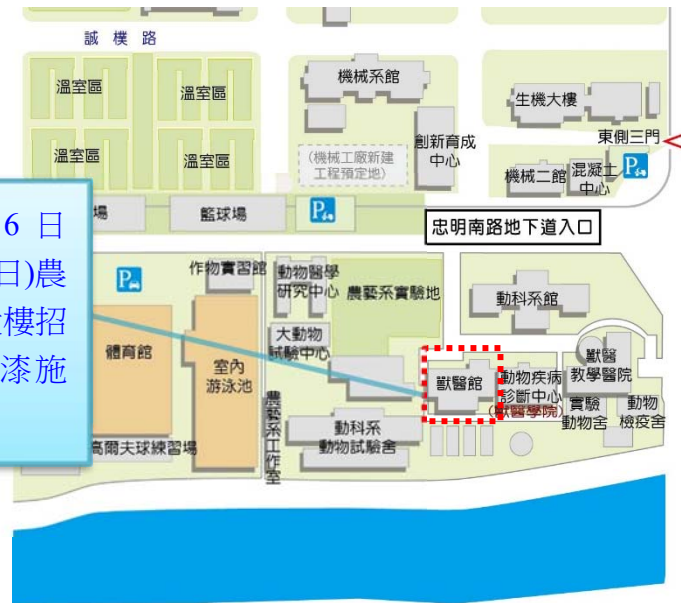 誠樸路
溫室區
溫室區
溫室區
溫室區
機械系館
(機械工廠新建
工程預定地)
創新育成
中心
生機大樓
東側三門
機械二館
混凝土
中心
場
籃球場
忠明南路地下道入口
6 日
日)農
樓招
漆施
作物實習館
動物醫學
研究中心
農藝系實驗地
動科系館
體育館
室內
游泳池
大動物
試驗中心
獸醫館
動物疾病
診斷中心
(獸醫學院)
獸醫
教學醫院
實驗
動物舍
動物
檢疫舍
農藝系工作室
動科系
動物試驗舍
高爾夫球練習場